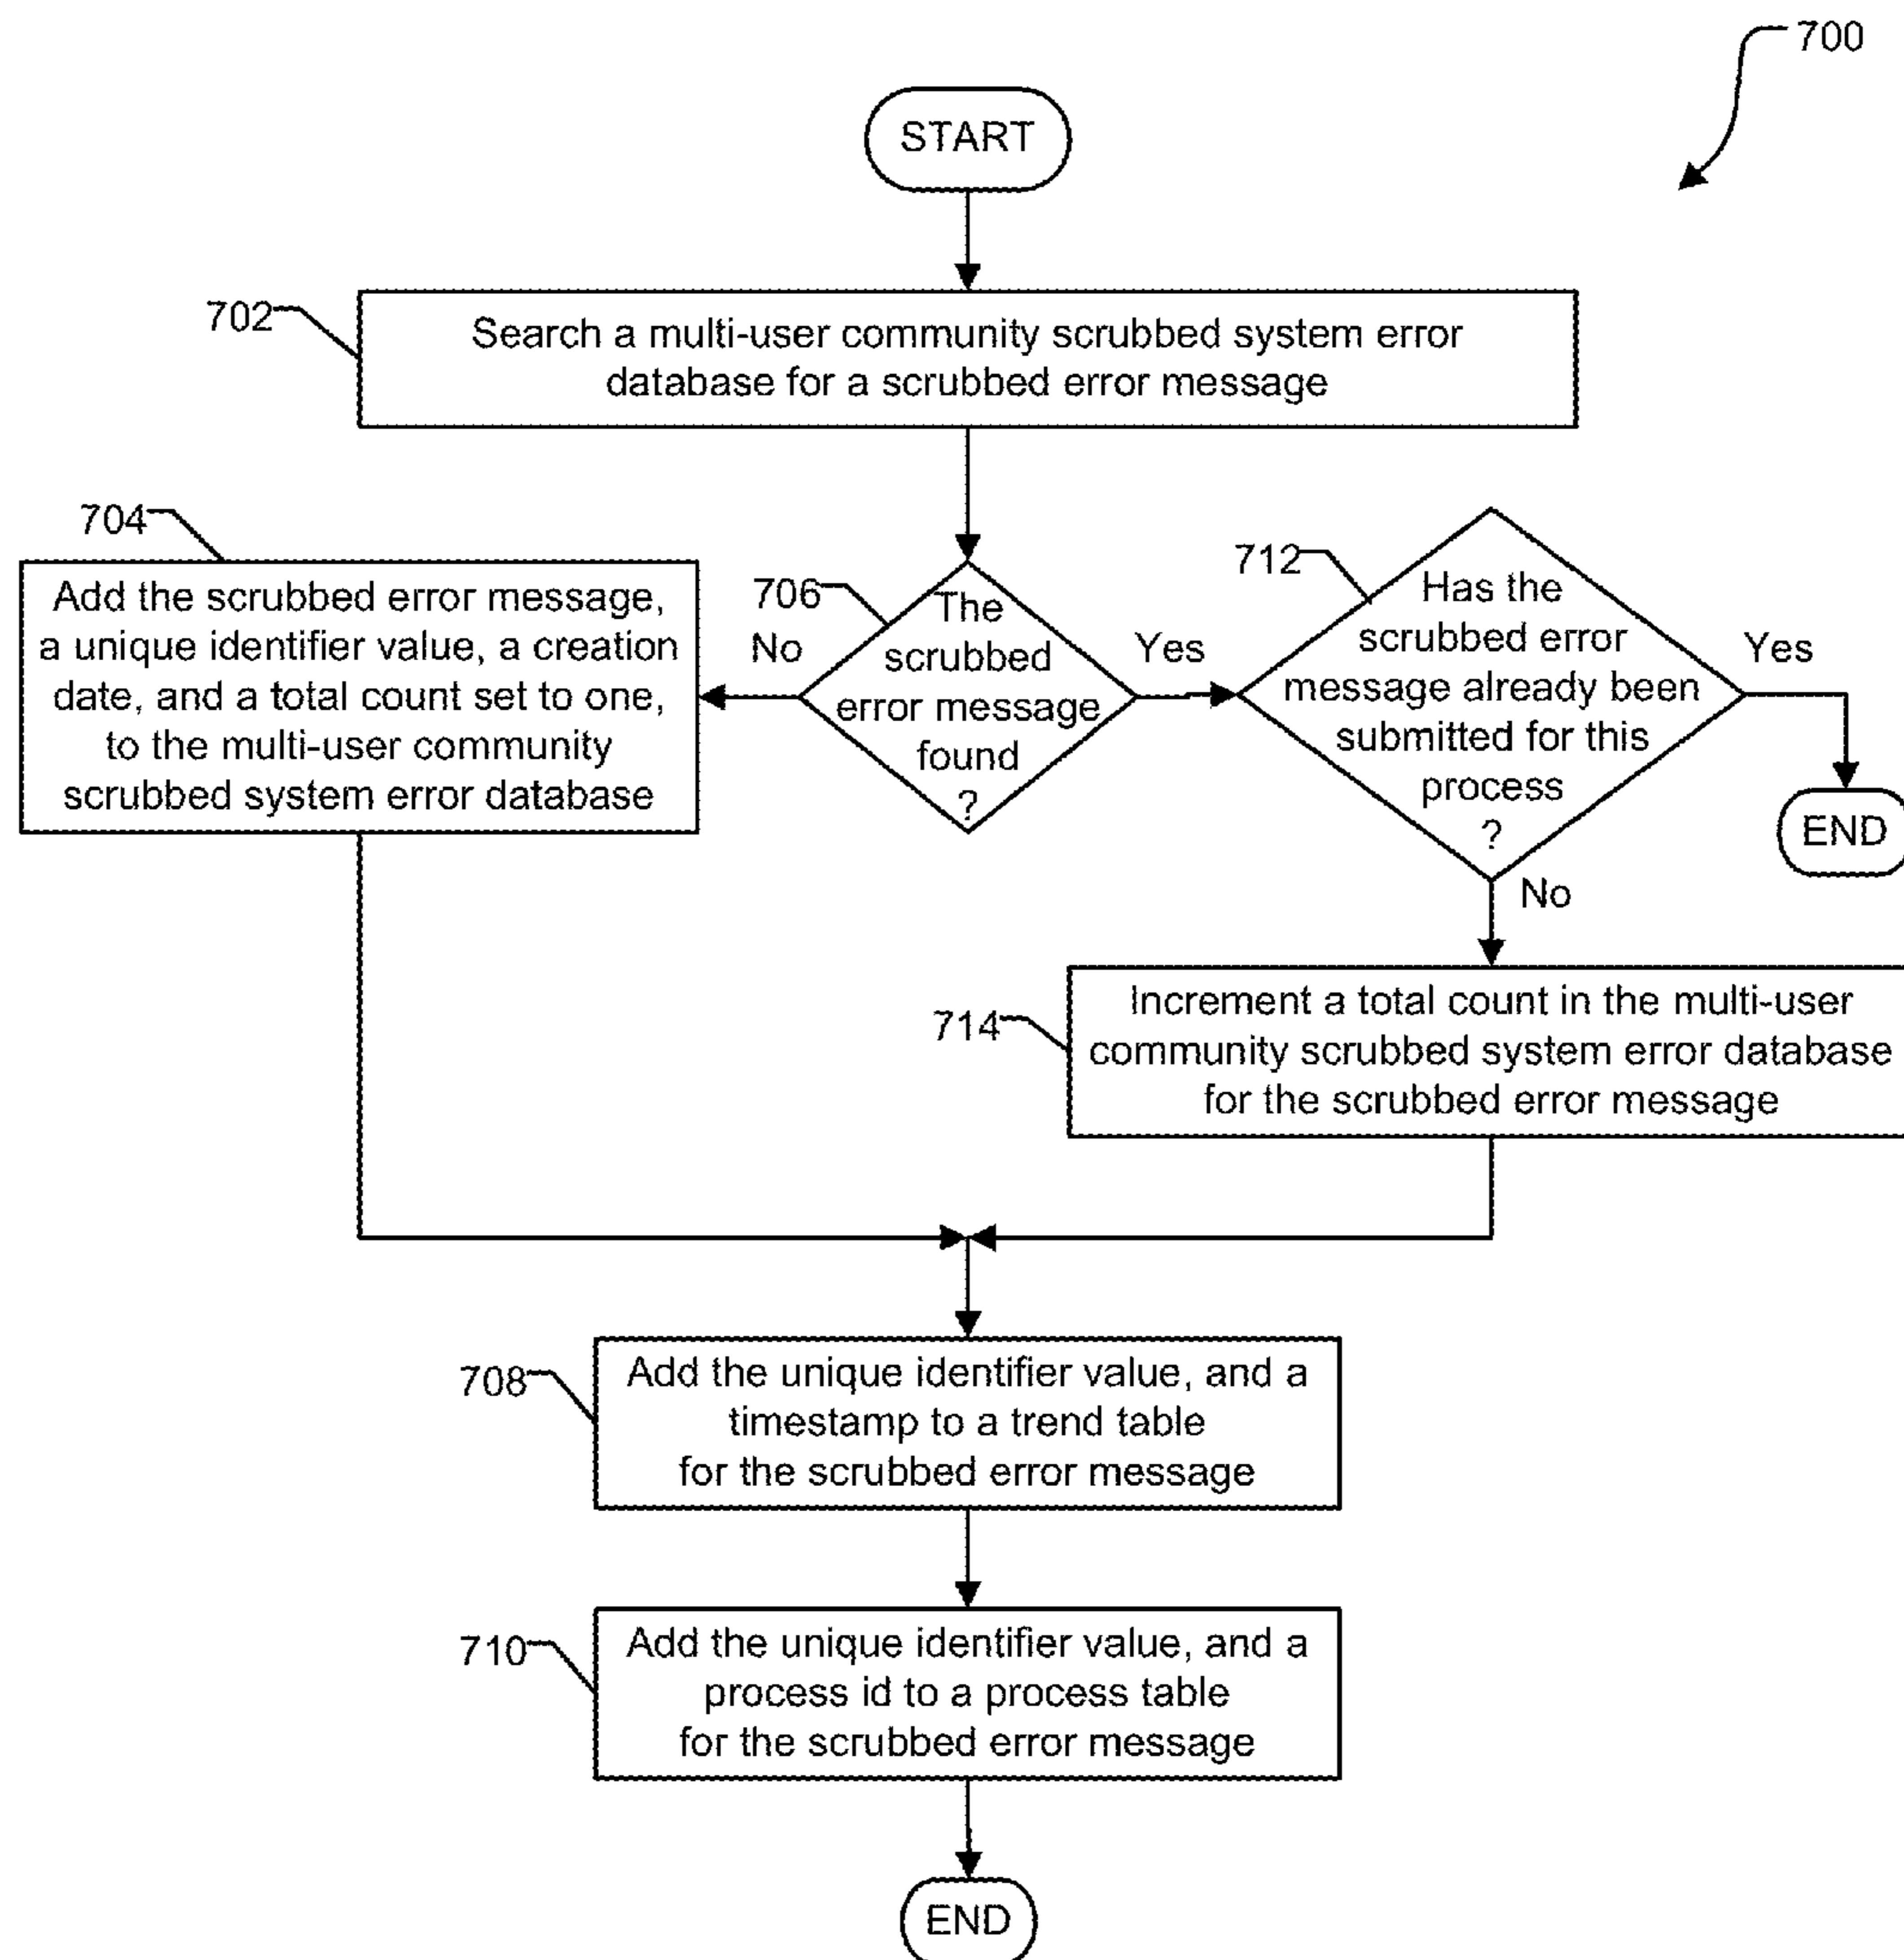 700
START
702
Search a multi-user community scrubbed system error
database for a scrubbed error message
704
Add the scrubbed error message,
a unique identifier value, a creation
date, and a total count set to one,
to the multi-user community
scrubbed system error database
706
No
The
scrubbed
error message
found
?
Yes
712
Has the
scrubbed error
message already been
submitted for this
process
?
Yes
END
No
714
Increment a total count in the multi-user
community scrubbed system error database
for the scrubbed error message
708
Add the unique identifier value, and a
timestamp to a trend table
for the scrubbed error message
710
Add the unique identifier value, and a
process id to a process table
for the scrubbed error message
END